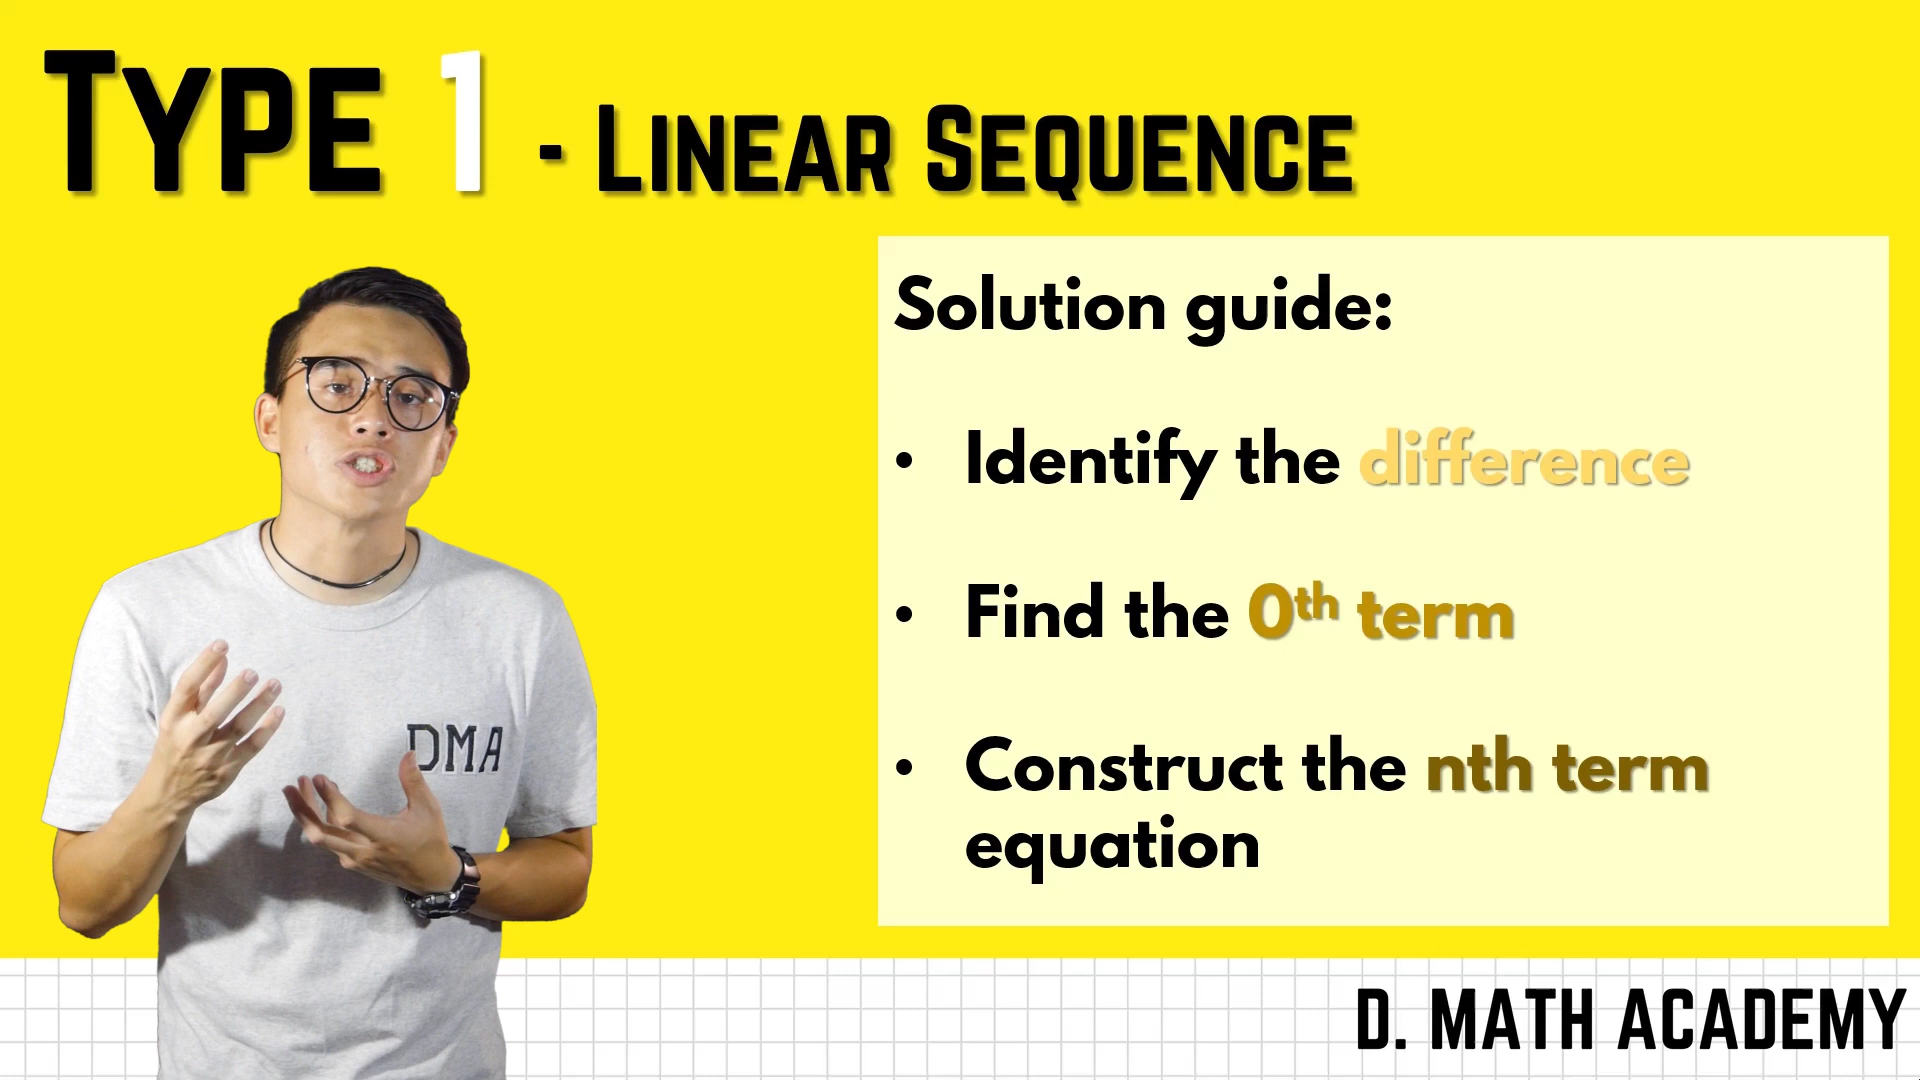 TYPE 1 - LINEAR SEQUENCE
Solution guide:
• Identify the difference
• Find the 0th term
• Construct the nth term
equation
DMA
D. MATH ACADEMY